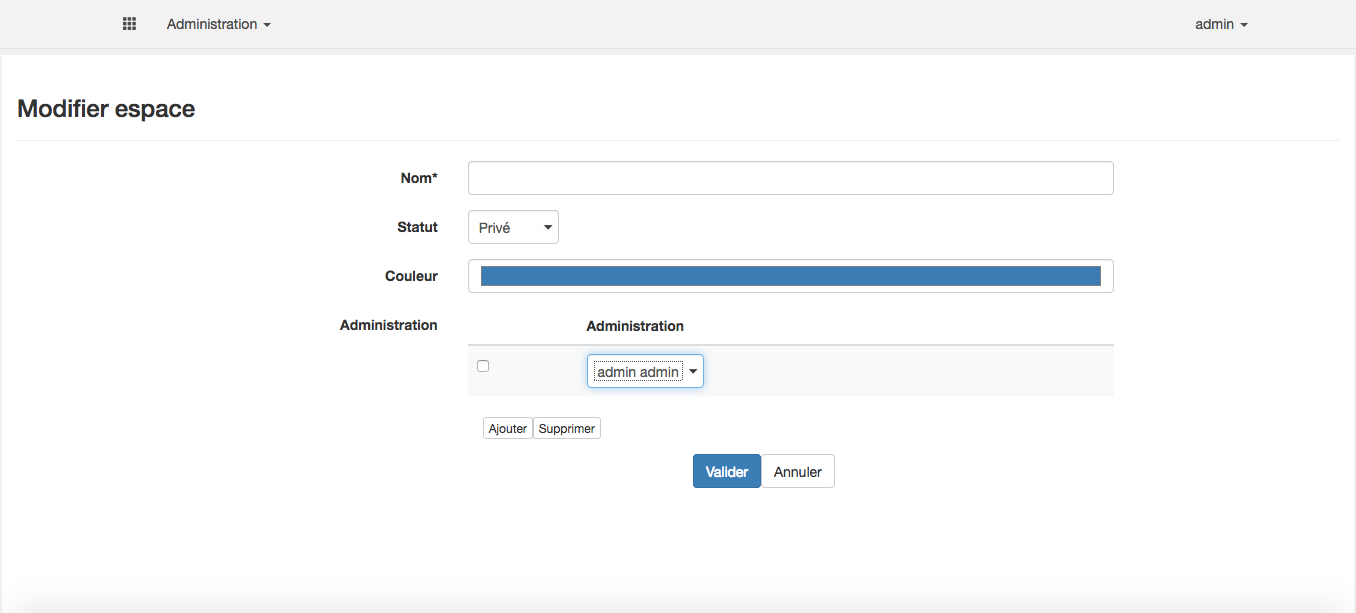 Administration admin
Modifier espace
Nom*
Statut Privé
Couleur
Administration Administration
admin admin
Ajouter Supprimer
Valider Annuler